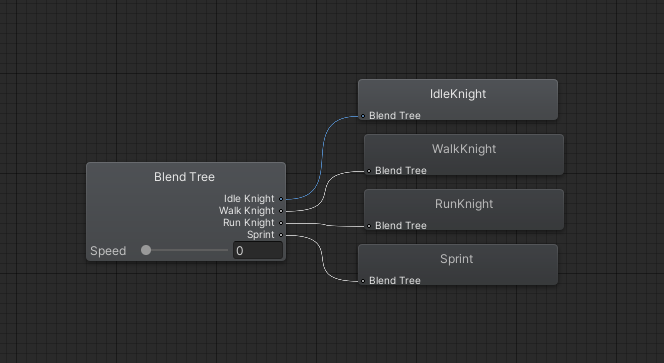 IdleKnight
Blend Tree
WalkKnight
Blend Tree
Blend Tree
Idle Knight
Walk Knight
Run Knight
Sprint
Speed 0
RunKnight
Blend Tree
Sprint
Blend Tree